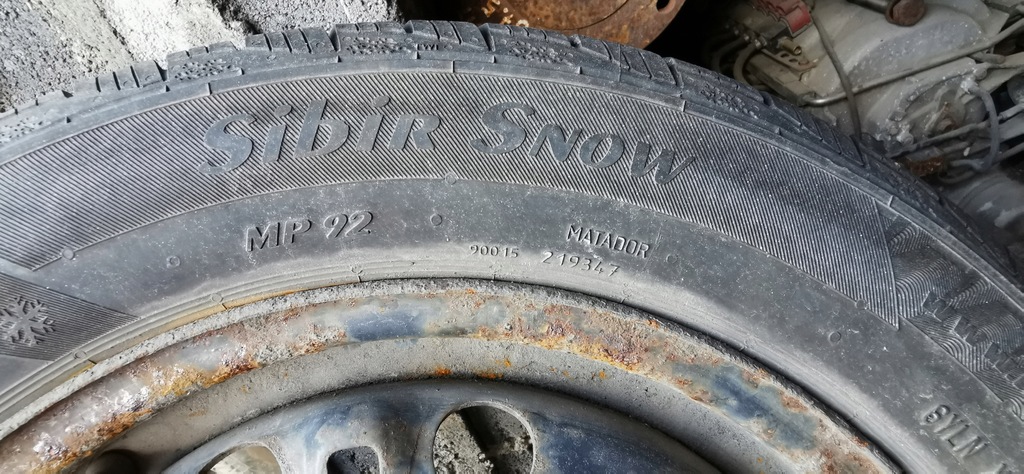 Sibir Snow
MP 92
MATADOR
90015 219347